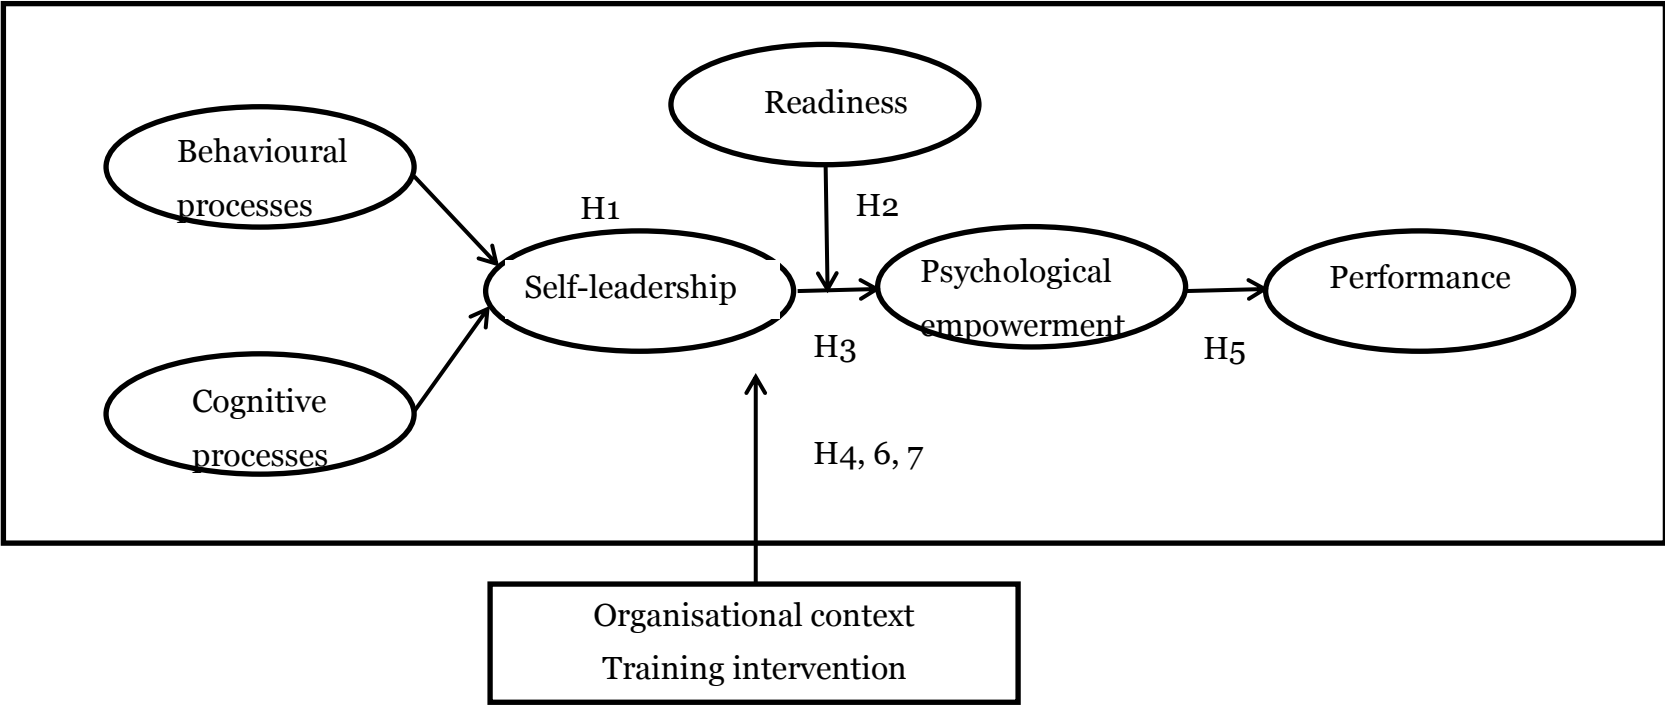 Readiness
Behavioural
processes
H1
H2
Self-leadership
Psychological
empowerment
Performance
H3
H5
Cognitive
processes
H4, 6, 7
Organisational context
Training intervention